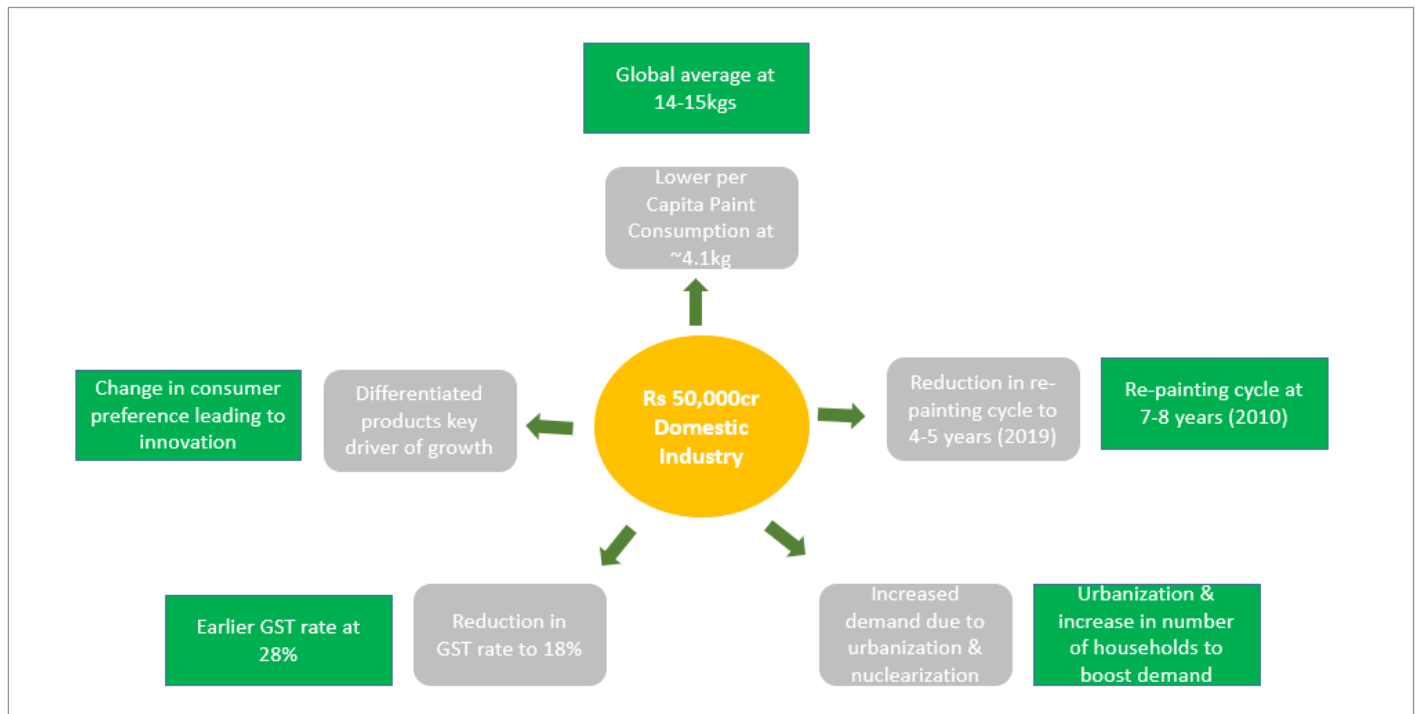 Global average at
14-15kgs
Lower per
Capita Paint
Consumption at
~4.1kg
Change in consumer
preference leading to
innovation
Differentiated
products key
driver of growth
Rs 50,000cr
Domestic
Industry
Reduction in re-
painting cycle to
4-5 years (2019)
Re-painting cycle at
7-8 years (2010)
Earlier GST rate at
28%
Reduction in
GST rate to 18%
Increased
demand due to
urbanization &
nuclearization
Urbanization &
increase in number
of households to
boost demand